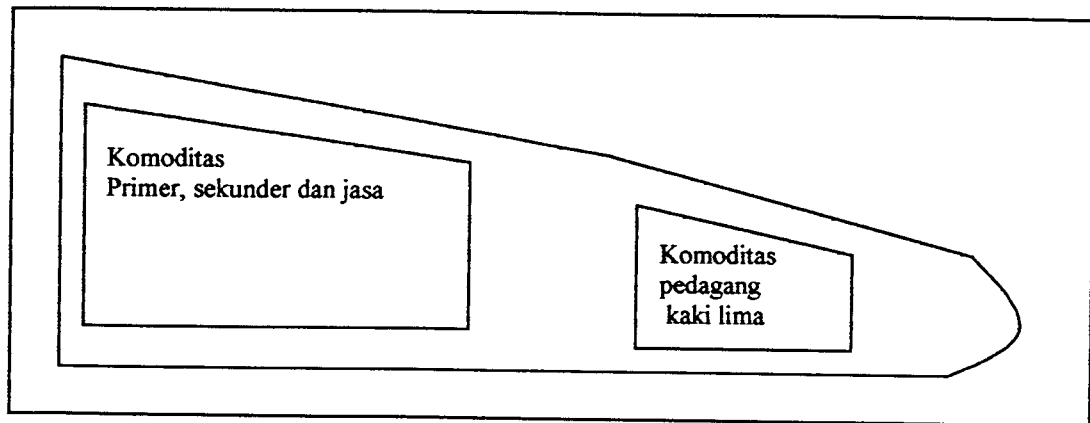 Komoditas
Primer, sekunder dan jasa
Komoditas
pedagang
kaki lima